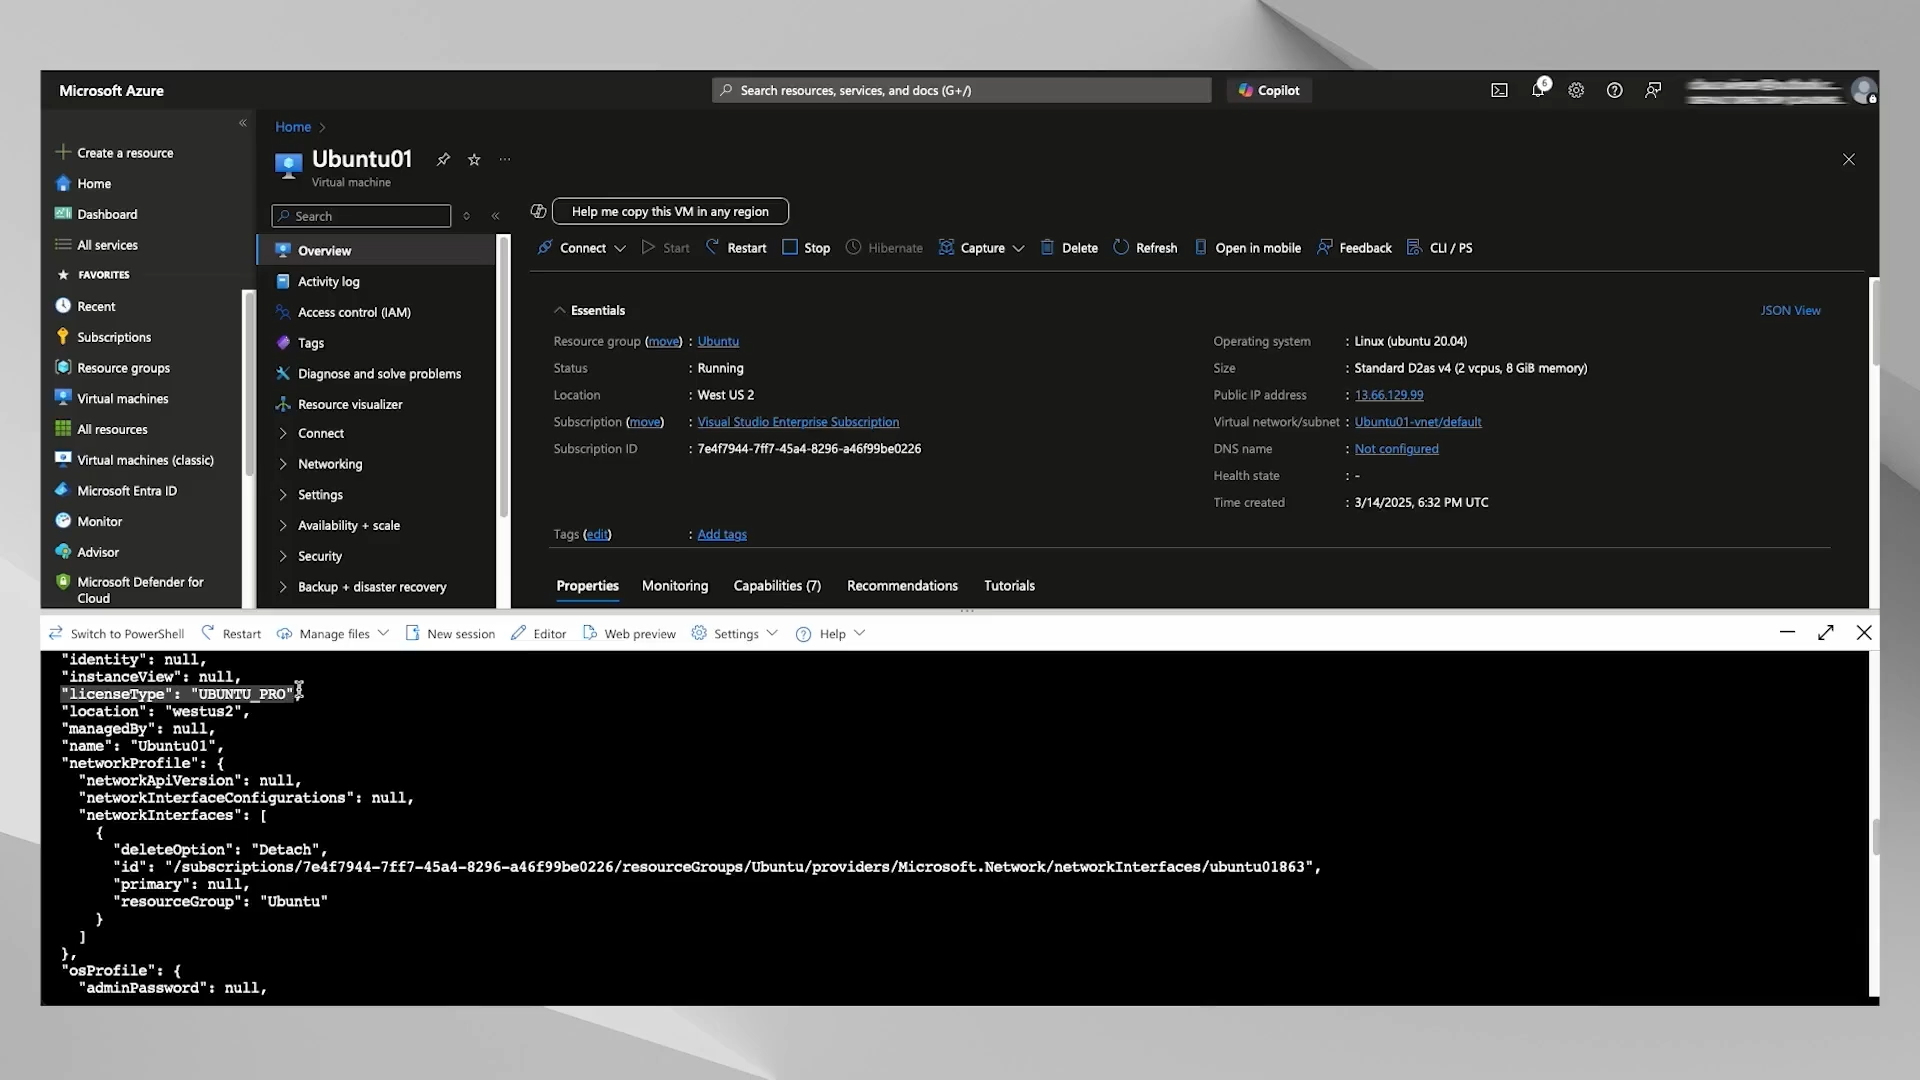 Microsoft Azure
Search resources, services, and docs (G+/)
Copilot
6
Create a resource
Home
Dashboard
All services
FAVORITES
Recent
Subscriptions
Resource groups
Virtual machines
All resources
Virtual machines (classic)
Microsoft Entra ID
Monitor
Advisor
Microsoft Defender for
Cloud
Home
Ubuntu01
Virtual machine
Search
Overview
Activity log
Access control (IAM)
Tags
Diagnose and solve problems
Resource visualizer
Connect
Networking
Settings
Availability + scale
Security
Backup + disaster recovery
Help me copy this VM in any region
Connect Start Restart Stop Hibernate Capture Delete Refresh Open in mobile Feedback CLI / PS
Essentials
JSON View
Resource group (move) : Ubuntu
Status : Running
Location : West US 2
Subscription (move) : Visual Studio Enterprise Subscription
Subscription ID : 7e4f7944-7ff7-45a4-8296-a46f99be0226
Operating system : Linux (ubuntu 20.04)
Size : Standard D2as v4 (2 vcpus, 8 GiB memory)
Public IP address : 13.66.129.99
Virtual network/subnet : Ubuntu01-vnet/default
DNS name : Not configured
Health state : -
Time created : 3/14/2025, 6:32 PM UTC
Tags (edit) : Add tags
Properties Monitoring Capabilities (7) Recommendations Tutorials
Switch to PowerShell Restart Manage files New session Editor Web preview Settings Help
"identity": null,
"instanceView": null,
"licenseType": "UBUNTU_PRO",
"location": "westus2",
"managedBy": null,
"name": "Ubuntu01",
"networkProfile": {
"networkApiVersion": null,
"networkInterfaceConfigurations": null,
"networkInterfaces": [
{
"deleteOption": "Detach",
"id": "/subscriptions/7e4f7944-7ff7-45a4-8296-a46f99be0226/resourceGroups/Ubuntu/providers/Microsoft.Network/networkInterfaces/ubuntu01863",
"primary": null,
"resourceGroup": "Ubuntu"
}
]
},
"osProfile": {
"adminPassword": null,